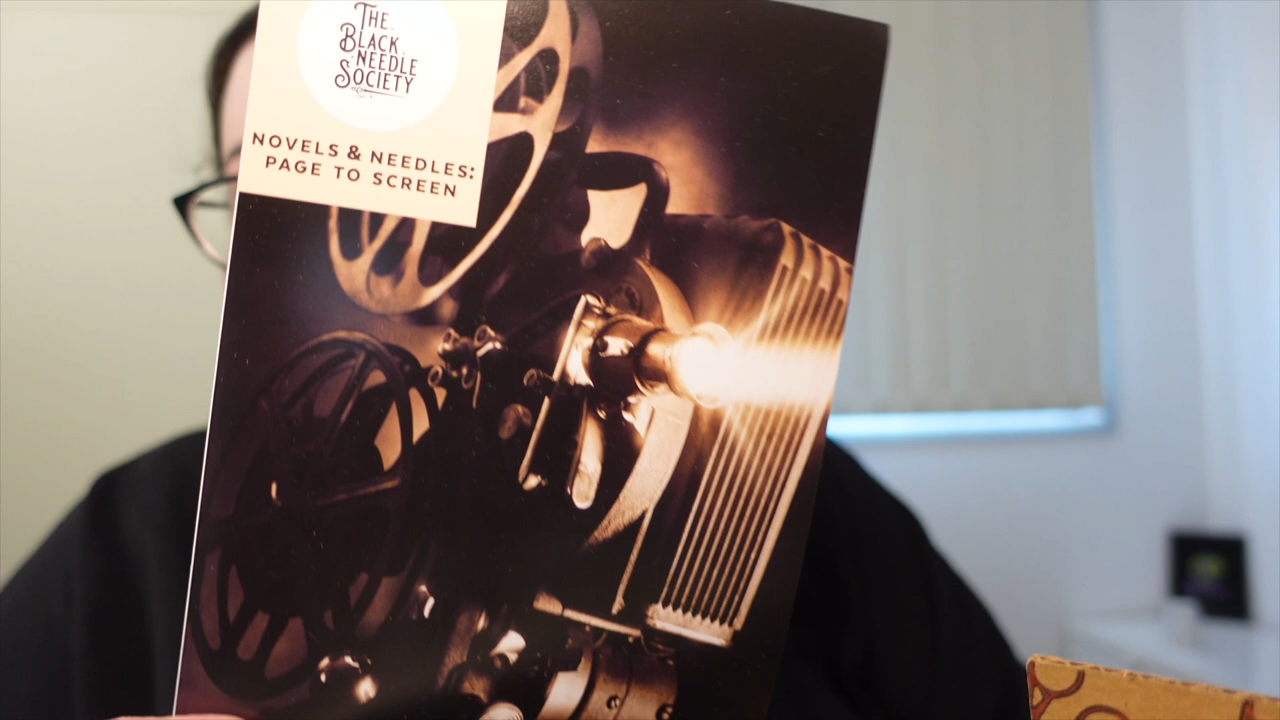 THE
BLACK
NEEDLE
SOCIETY
NOVELS & NEEDLES:
PAGE TO SCREEN